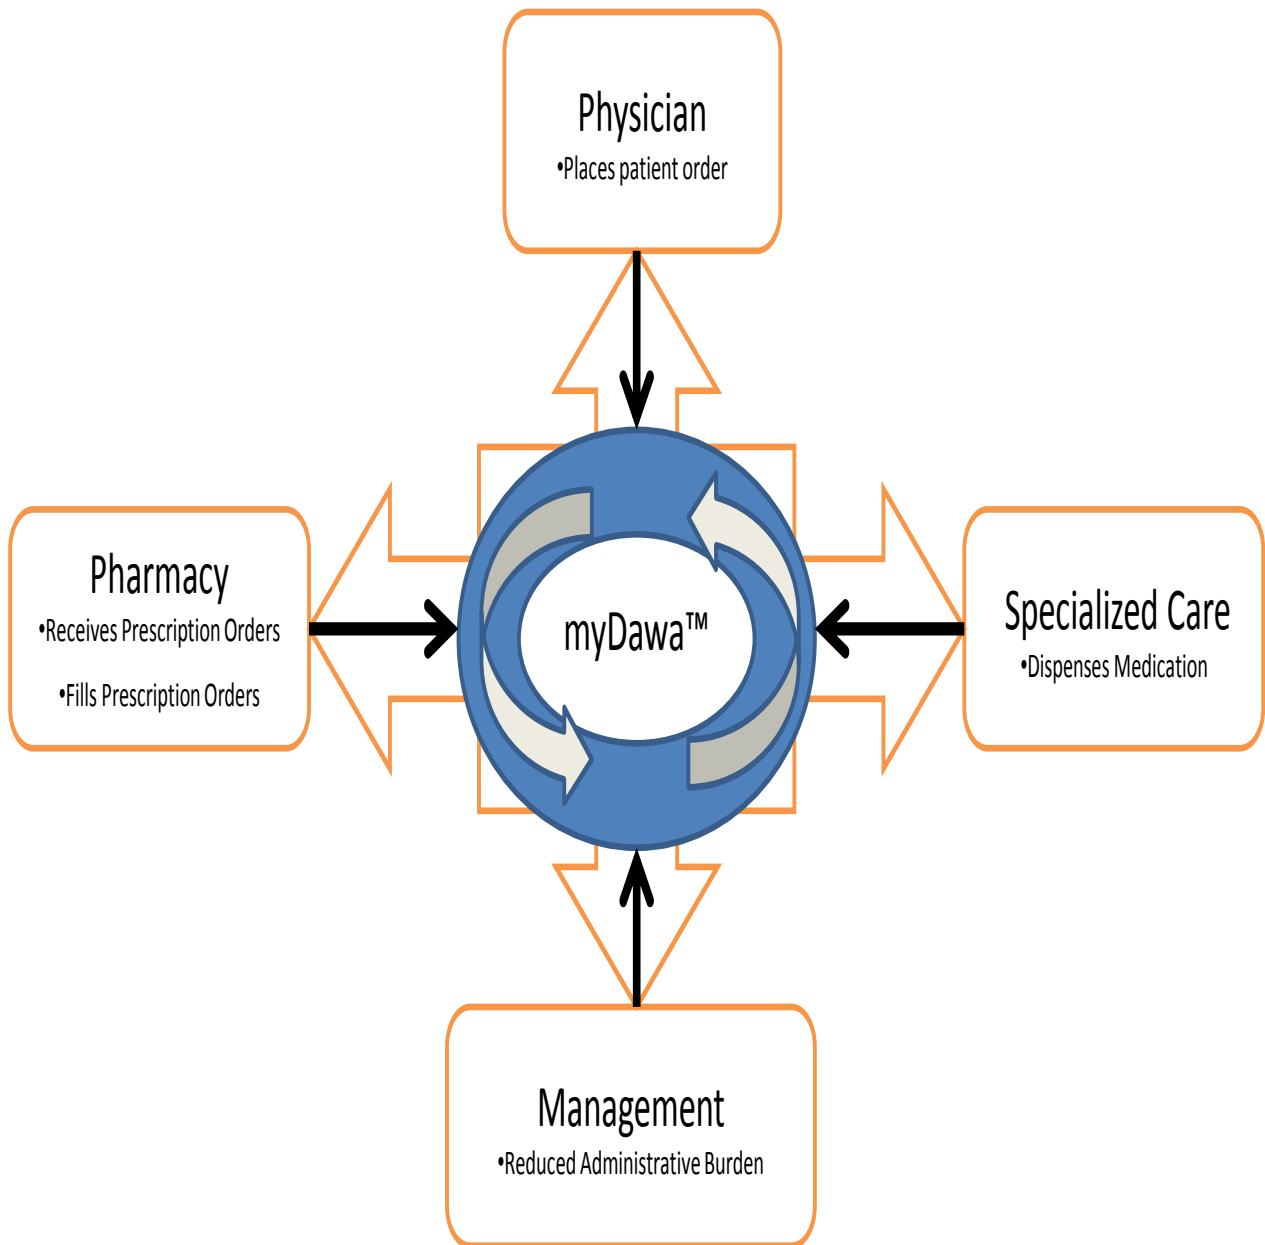 Physician
•Places patient order
Pharmacy
•Receives Prescription Orders
•Fills Prescription Orders
myDawa™
Specialized Care
•Dispenses Medication
Management
•Reduced Administrative Burden